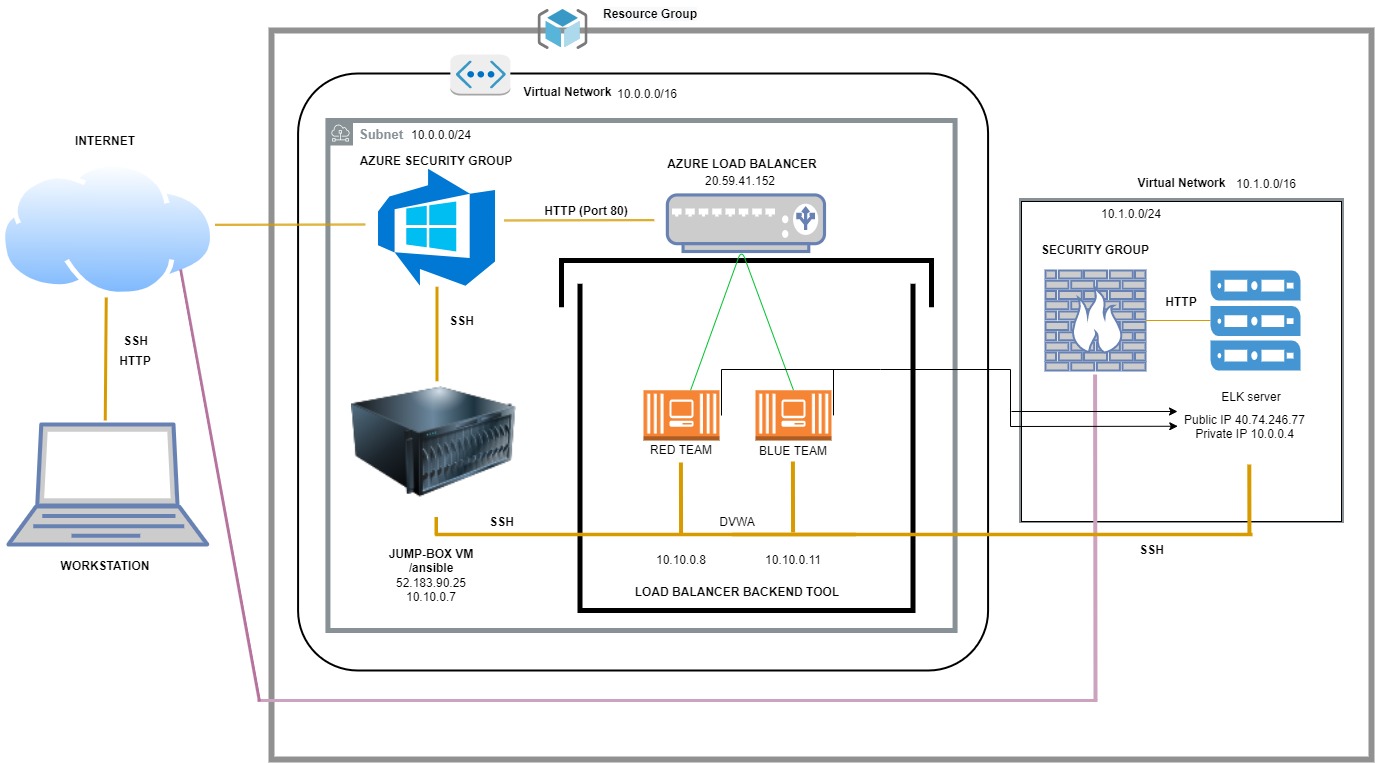 Resource Group
Virtual Network 10.0.0.0/16
Subnet 10.0.0.0/24
INTERNET
AZURE SECURITY GROUP
AZURE LOAD BALANCER
20.59.41.152
Virtual Network 10.1.0.0/16
10.1.0.0/24
HTTP (Port 80)
SECURITY GROUP
HTTP
SSH
SSH
HTTP
ELK server
Public IP 40.74.246.77
Private IP 10.0.0.4
RED TEAM
BLUE TEAM
SSH
DVWA
SSH
WORKSTATION
JUMP-BOX VM
/ansible
52.183.90.25
10.10.0.7
10.10.0.8
10.10.0.11
LOAD BALANCER BACKEND TOOL